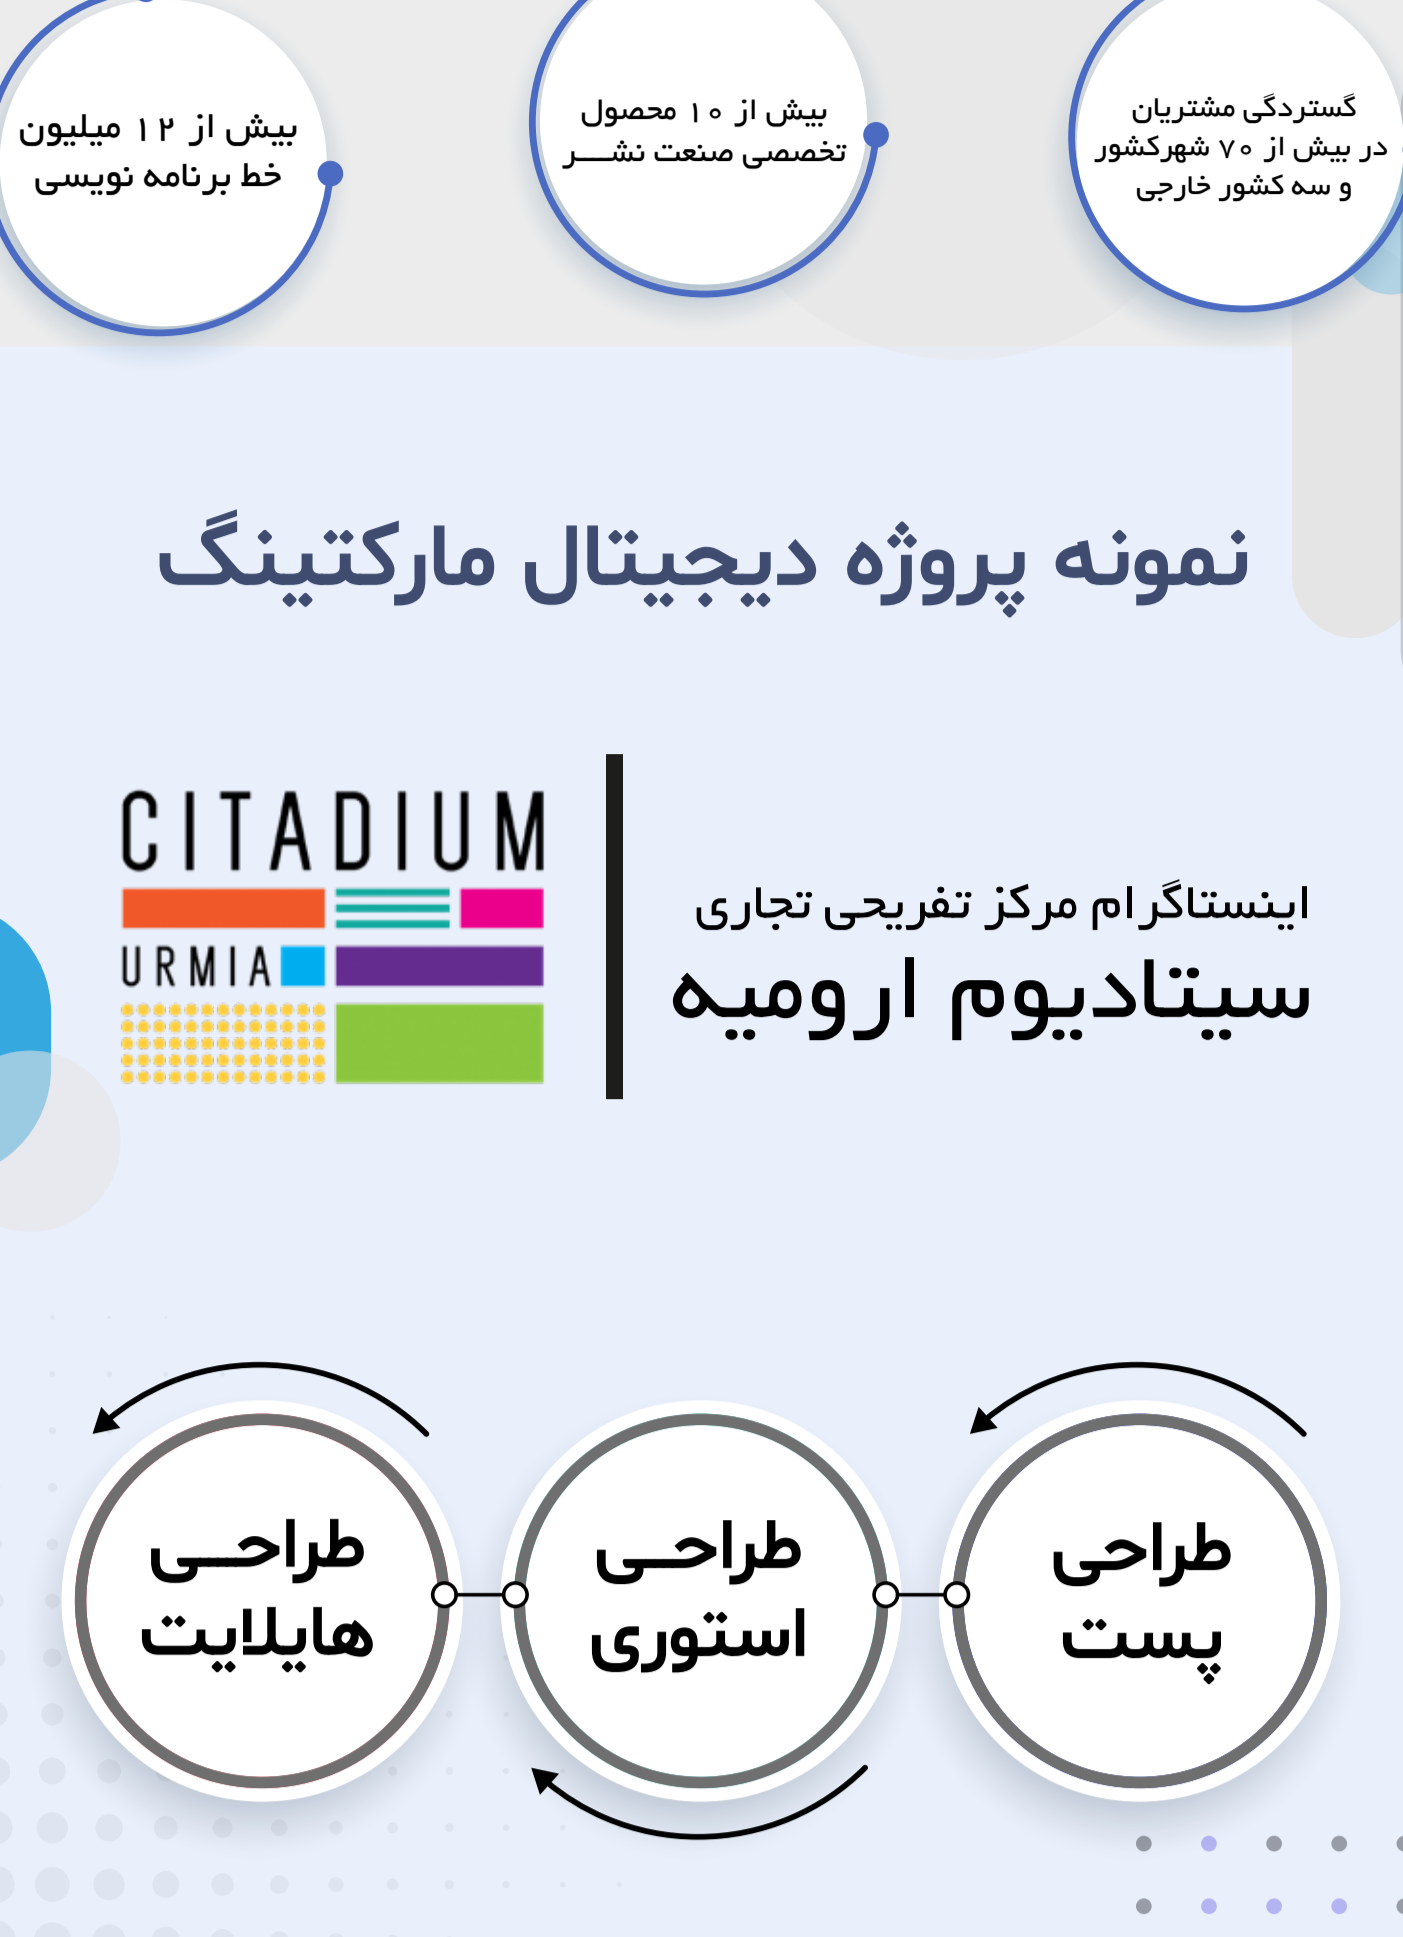 گستردگی مشتریان
در بیش از ۷۰ شهرکشور
و سه کشور خارجی
بیش از ۱۰ محصول
تخصصی صنعت نشـــر
بیش از ۱۲ میلیون
خط برنامه نویسی
نمونه پروژه دیجیتال مارکتینگ
اینستاگرام مرکز تفریحی تجاری
سیتادیوم ارومیه
CITADIUM
URMIA
طراحی
پست
طراحــی
استوری
طراحــی
هایلایت